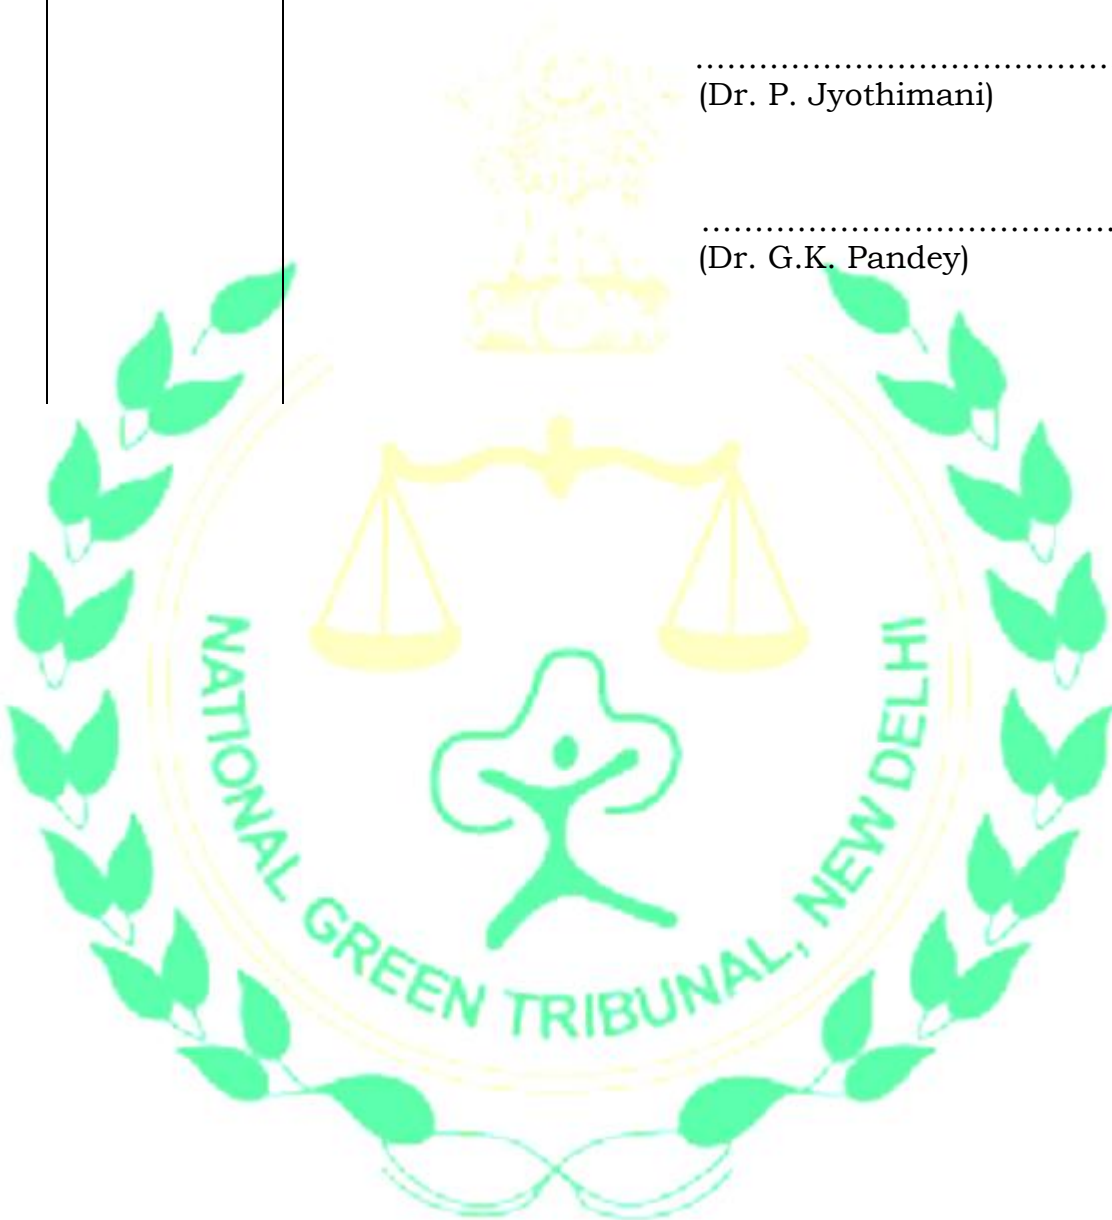 ……………………………………
(Dr. P. Jyothimani)
……………………………………
(Dr. G.K. Pandey)
NATIONAL GREEN TRIBUNAL, NEW DELHI